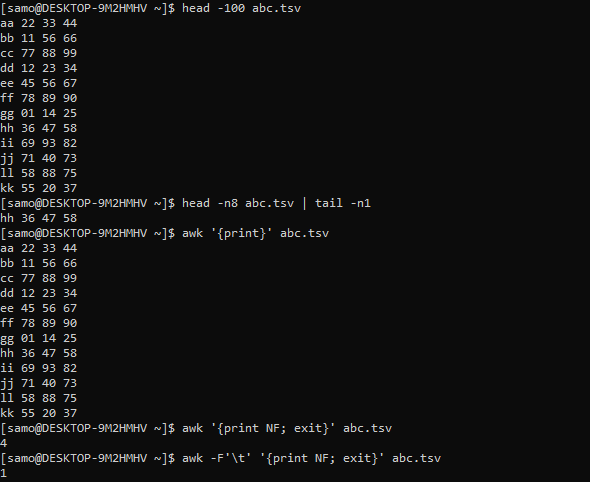 [samo@DESKTOP-9M2HMHV ~]$ head -100 abc.tsv
aa 22 33 44
bb 11 56 66
cc 77 88 99
dd 12 23 34
ee 45 56 67
ff 78 89 90
gg 01 14 25
hh 36 47 58
ii 69 93 82
jj 71 40 73
ll 58 88 75
kk 55 20 37
[samo@DESKTOP-9M2HMHV ~]$ head -n8 abc.tsv | tail -n1
hh 36 47 58
[samo@DESKTOP-9M2HMHV ~]$ awk '{print}' abc.tsv
aa 22 33 44
bb 11 56 66
cc 77 88 99
dd 12 23 34
ee 45 56 67
ff 78 89 90
gg 01 14 25
hh 36 47 58
ii 69 93 82
jj 71 40 73
ll 58 88 75
kk 55 20 37
[samo@DESKTOP-9M2HMHV ~]$ awk '{print NF; exit}' abc.tsv
4
[samo@DESKTOP-9M2HMHV ~]$ awk -F'\t' '{print NF; exit}' abc.tsv
1